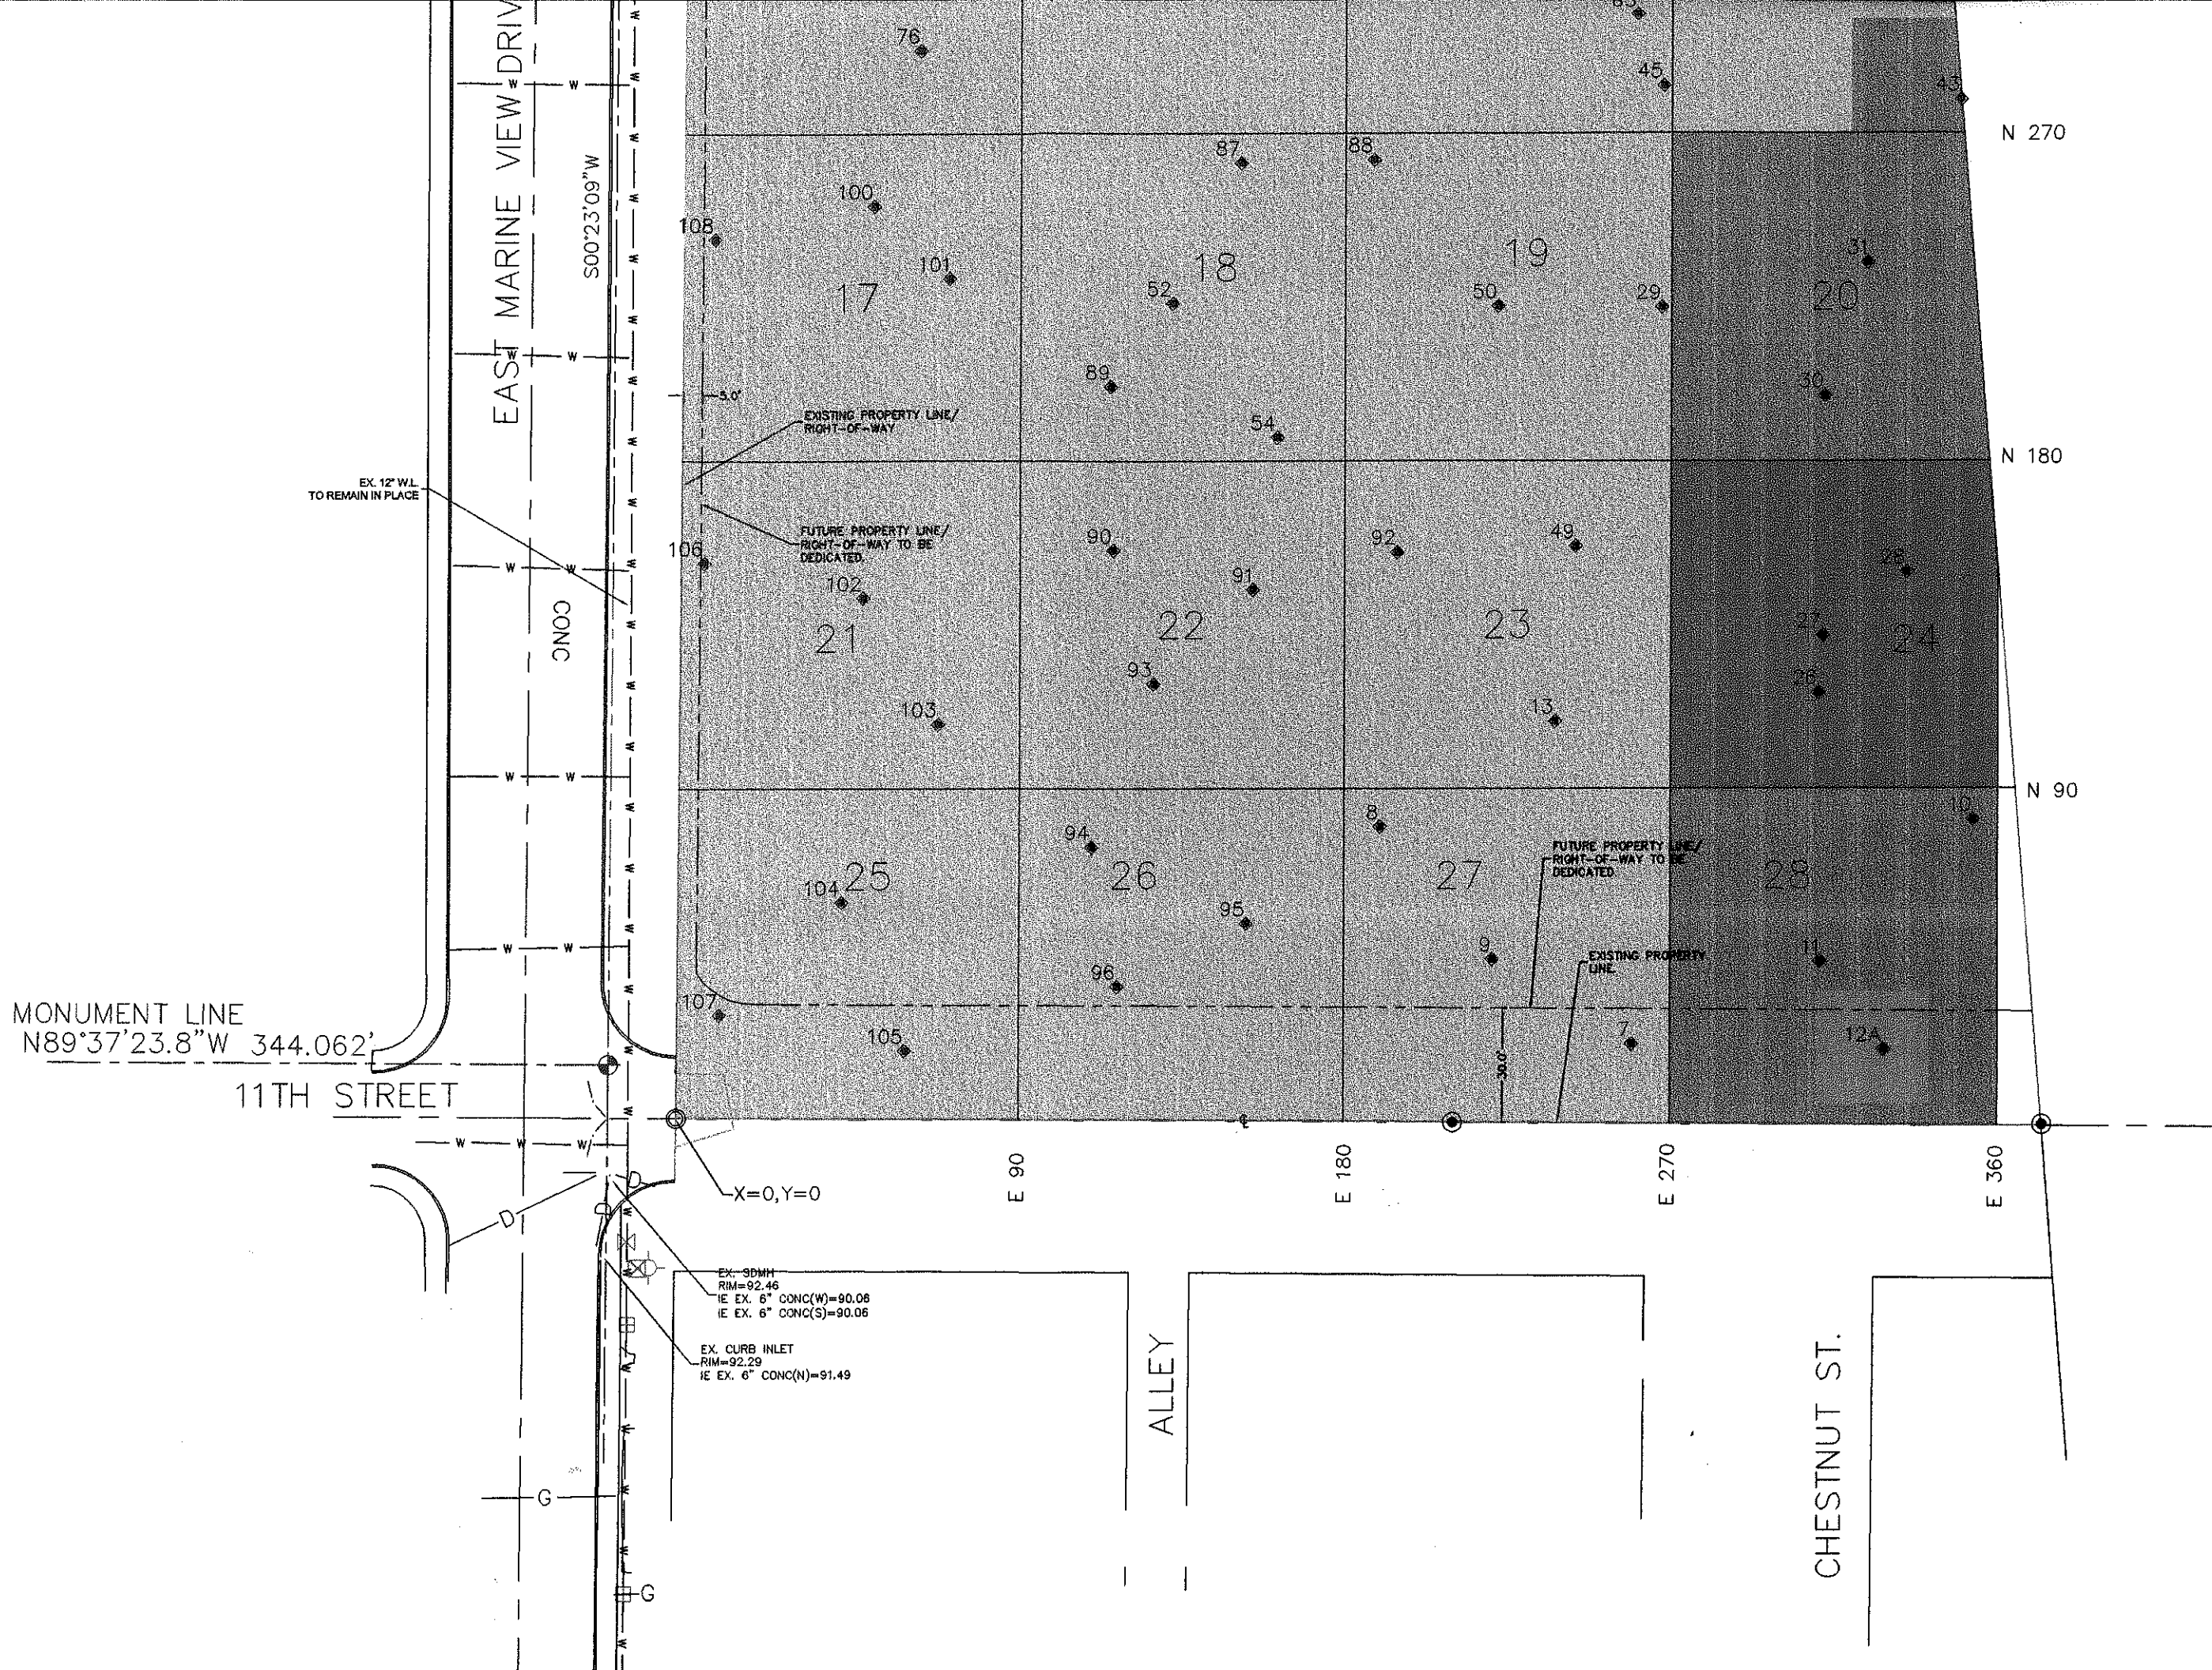 EAST MARINE VIEW DRIV
S00°23'09"W
76
83
45
43
N 270
87
88
100
108
101
17
18
19
52
50
29
31
20
30
89
54
5.0'
EXISTING PROPERTY LINE/
RIGHT-OF-WAY
N 180
EX. 12" W.L.
TO REMAIN IN PLACE
FUTURE PROPERTY LINE/
RIGHT-OF-WAY TO BE
DEDICATED.
106
102
21
103
90
91
22
93
92
49
23
13
28
27
24
26
CONC
N 90
10
8
94
FUTURE PROPERTY LINE/
RIGHT-OF-WAY TO BE
DEDICATED
104
25
26
27
28
95
96
9
EXISTING PROPERTY
LINE.
11
107
105
7
12A
30.0'
MONUMENT LINE
N89°37'23.8"W 344.062'
11TH STREET
X=0,Y=0
E 90
E 180
E 270
E 360
W
D
D
D
EX. SDMH
RIM=92.46
IE EX. 6" CONC(W)=90.06
IE EX. 6" CONC(S)=90.06
EX. CURB INLET
RIM=92.29
IE EX. 6" CONC(N)=91.49
ALLEY
CHESTNUT ST.
G
G